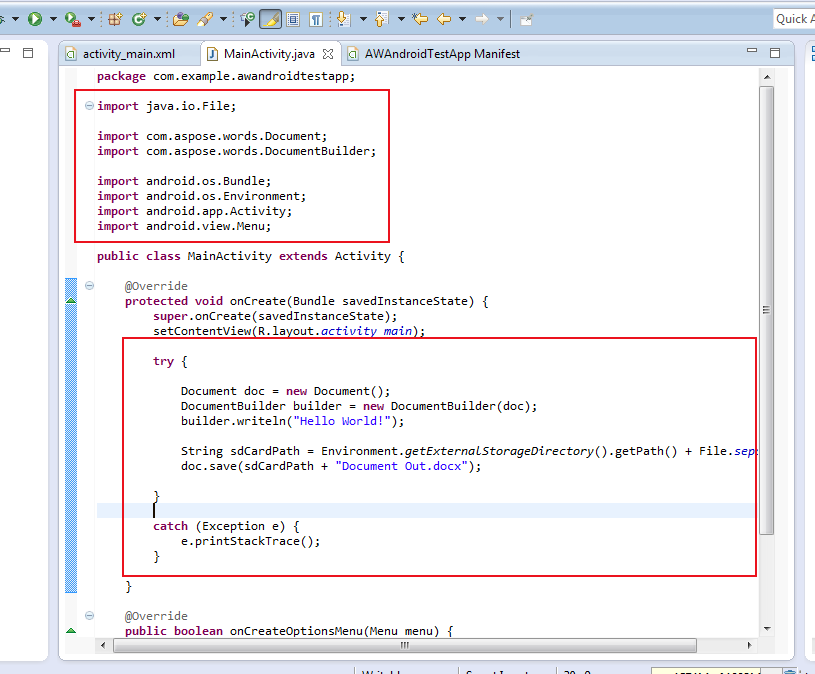 Quick A
activity_main.xml
MainActivity.java
AWAndroidTestApp Manifest
package com.example.awandroidtestapp;
import java.io.File;
import com.aspose.words.Document;
import com.aspose.words.DocumentBuilder;
import android.os.Bundle;
import android.os.Environment;
import android.app.Activity;
import android.view.Menu;
public class MainActivity extends Activity {
@Override
protected void onCreate(Bundle savedInstanceState) {
super.onCreate(savedInstanceState);
setContentView(R.layout.activity_main);
try {
Document doc = new Document();
DocumentBuilder builder = new DocumentBuilder(doc);
builder.writeln("Hello World!");
String sdCardPath = Environment.getExternalStorageDirectory().getPath() + File.sep
doc.save(sdCardPath + "Document Out.docx");
}
catch (Exception e) {
e.printStackTrace();
}
}
@Override
public boolean onCreateOptionsMenu(Menu menu) {